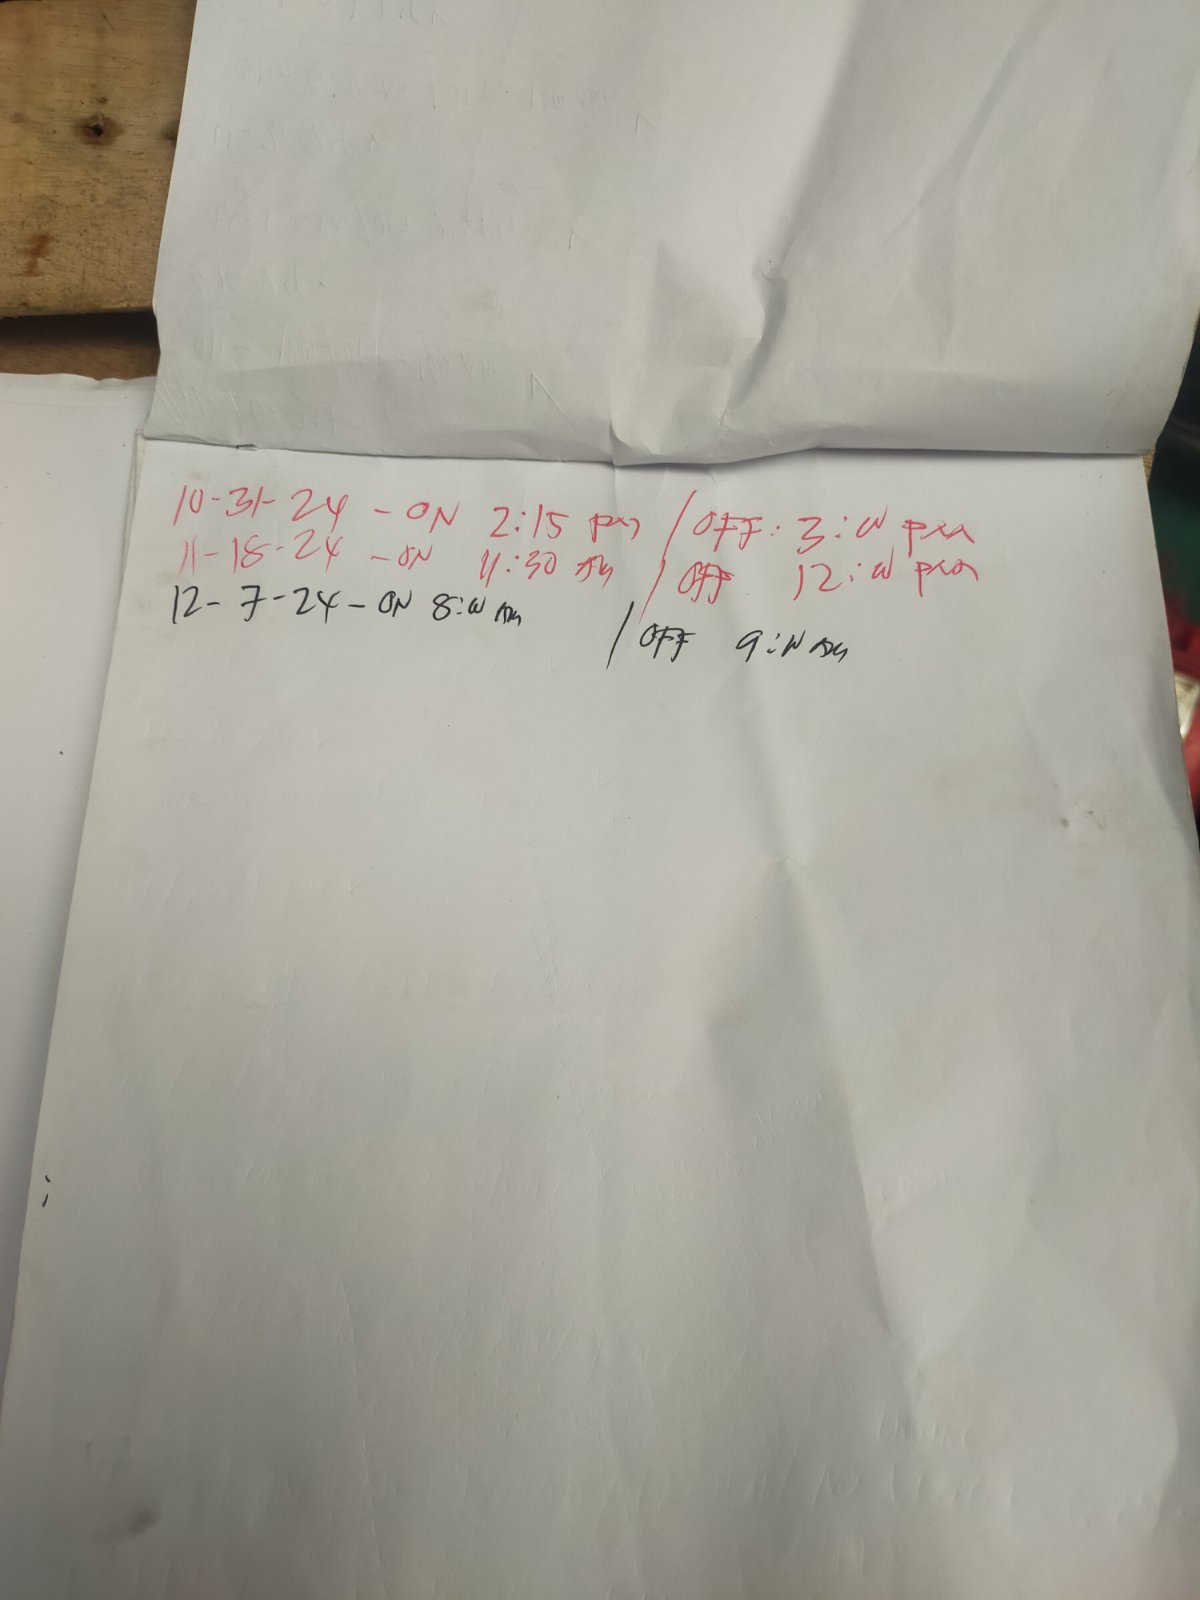 10-31-24 - ON 2:15 pm / OFF: 3:00 pm
11-18-24 - ON 11:30 AM / OFF 12:00 pm
12-7-24 - ON 8:00 AM / OFF 9:00 AM